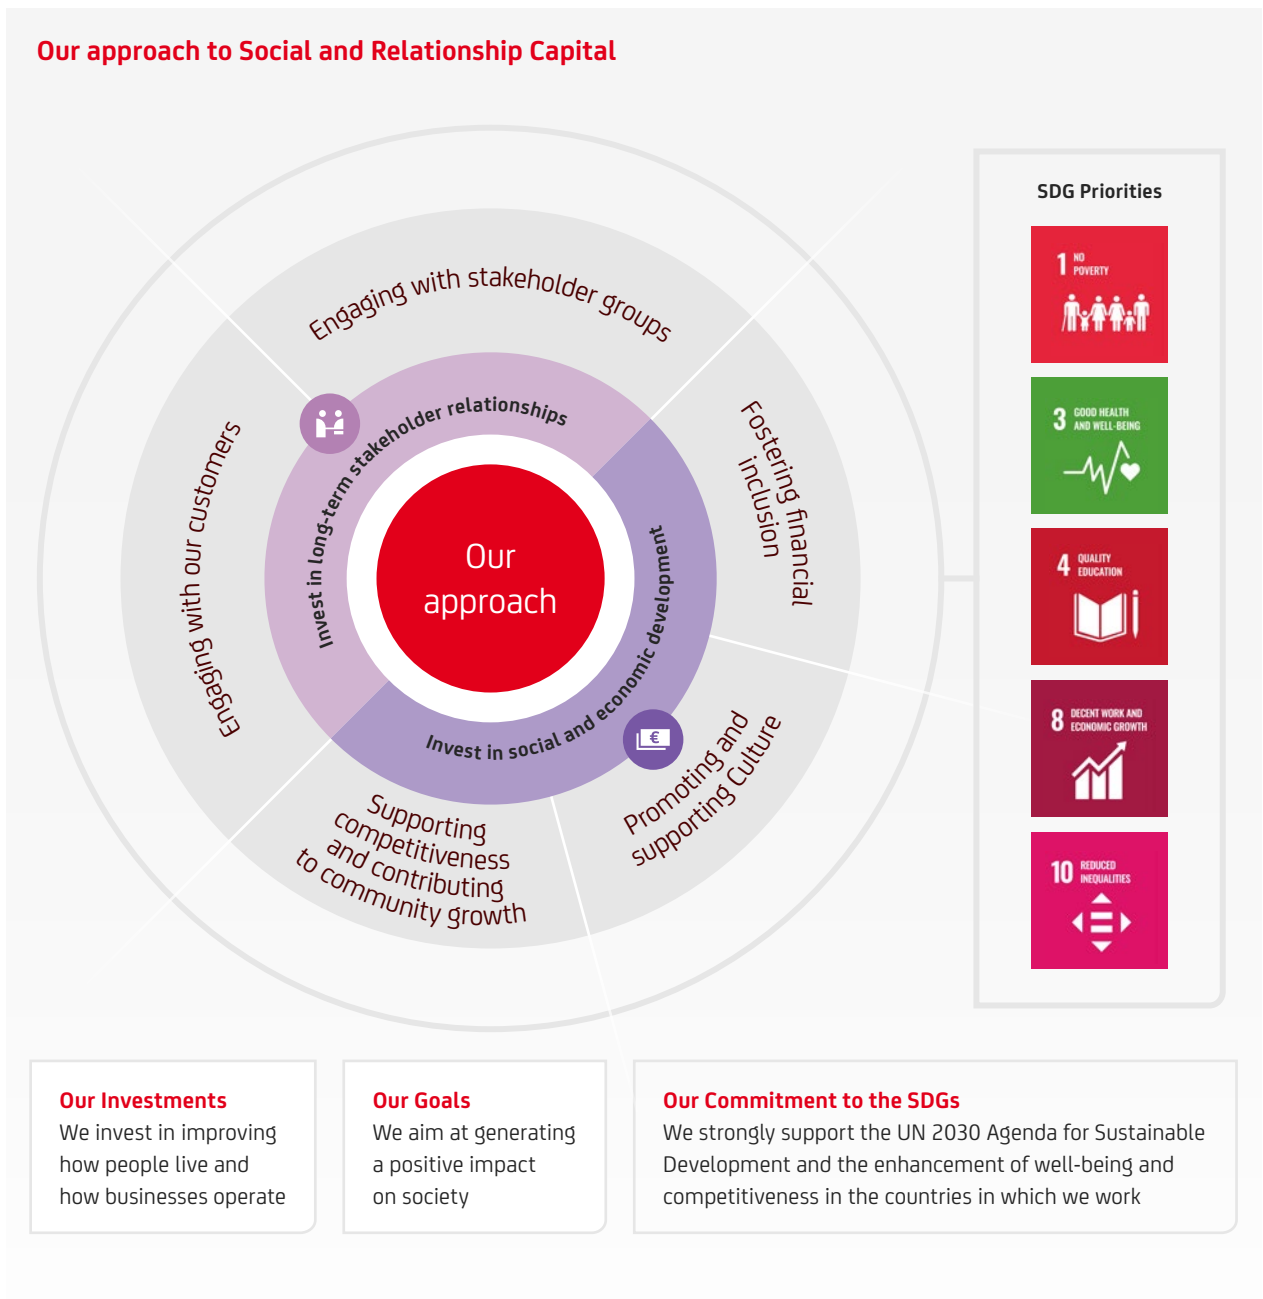 Our approach to Social and Relationship Capital
Engaging with stakeholder groups
Engaging with our customers
Invest in long-term stakeholder relationships
Our
approach
Invest in social and economic development
€
Fostering financial
inclusion
Promoting and
supporting Culture
Supporting
competitiveness
and contributing
to community growth
SDG Priorities
1 NO
POVERTY
3 GOOD HEALTH
AND WELL-BEING
4 QUALITY
EDUCATION
8 DECENT WORK AND
ECONOMIC GROWTH
10 REDUCED
INEQUALITIES
Our Investments
We invest in improving
how people live and
how businesses operate
Our Goals
We aim at generating
a positive impact
on society
Our Commitment to the SDGs
We strongly support the UN 2030 Agenda for Sustainable
Development and the enhancement of well-being and
competitiveness in the countries in which we work